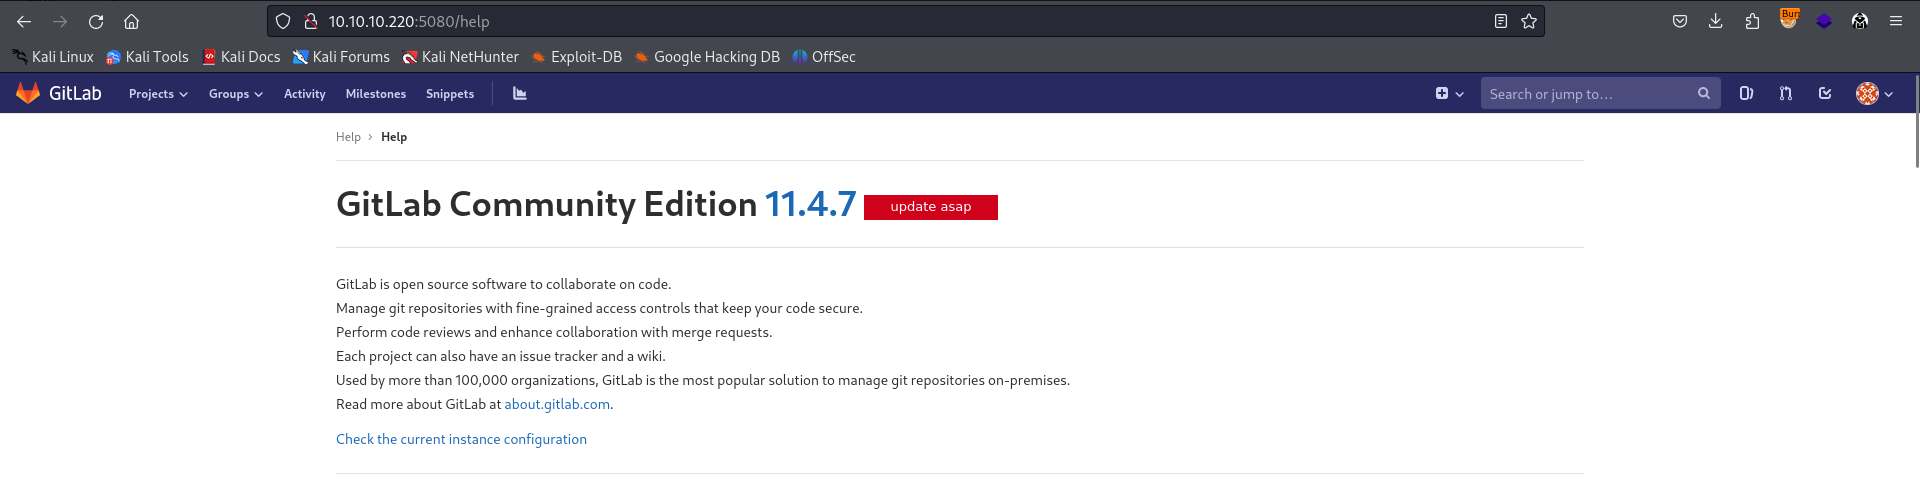 10.10.10.220:5080/help
Kali Linux Kali Tools Kali Docs Kali Forums Kali NetHunter Exploit-DB Google Hacking DB OffSec
GitLab Projects Groups Activity Milestones Snippets Search or jump to...
Help › Help
GitLab Community Edition 11.4.7 update asap
GitLab is open source software to collaborate on code.
Manage git repositories with fine-grained access controls that keep your code secure.
Perform code reviews and enhance collaboration with merge requests.
Each project can also have an issue tracker and a wiki.
Used by more than 100,000 organizations, GitLab is the most popular solution to manage git repositories on-premises.
Read more about GitLab at about.gitlab.com.
Check the current instance configuration